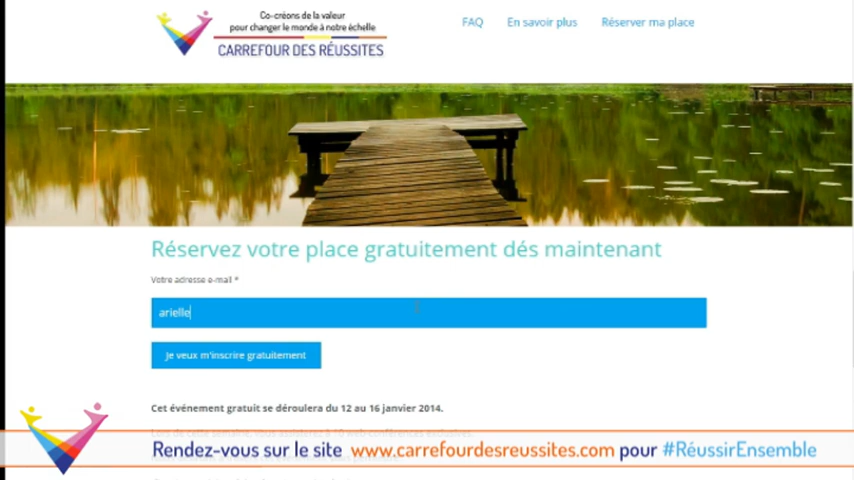 Co-créons de la valeur
pour changer le monde à notre échelle
CARREFOUR DES RÉUSSITES
FAQ En savoir plus Réserver ma place
Réservez votre place gratuitement dés maintenant
Votre adresse e-mail *
arielle
Je veux m'inscrire gratuitement
Cet événement gratuit se déroulera du 12 au 16 janvier 2014.
Rendez-vous sur le site www.carrefourdesreussites.com pour #RéussirEnsemble